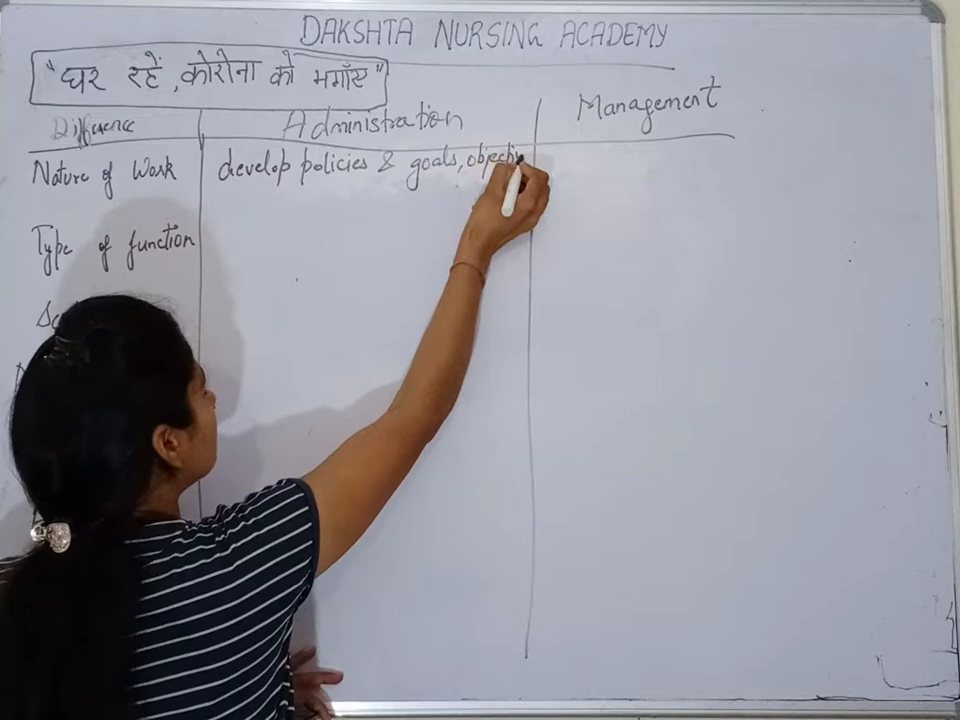 DAKSHTA NURSING ACADEMY
"घर रहें, कोरोना को भगाँए"
Difference Administration Management
Nature of Work develop policies & goals, objecti
Type of function